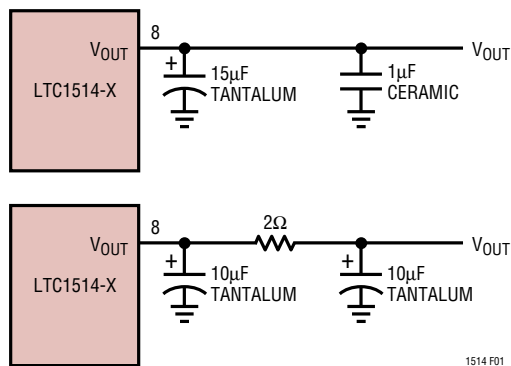 8
VOUT
LTC1514-X
+
15µF
TANTALUM
1µF
CERAMIC
VOUT
8
VOUT
LTC1514-X
2Ω
+
10µF
TANTALUM
+
10µF
TANTALUM
VOUT
1514 F01